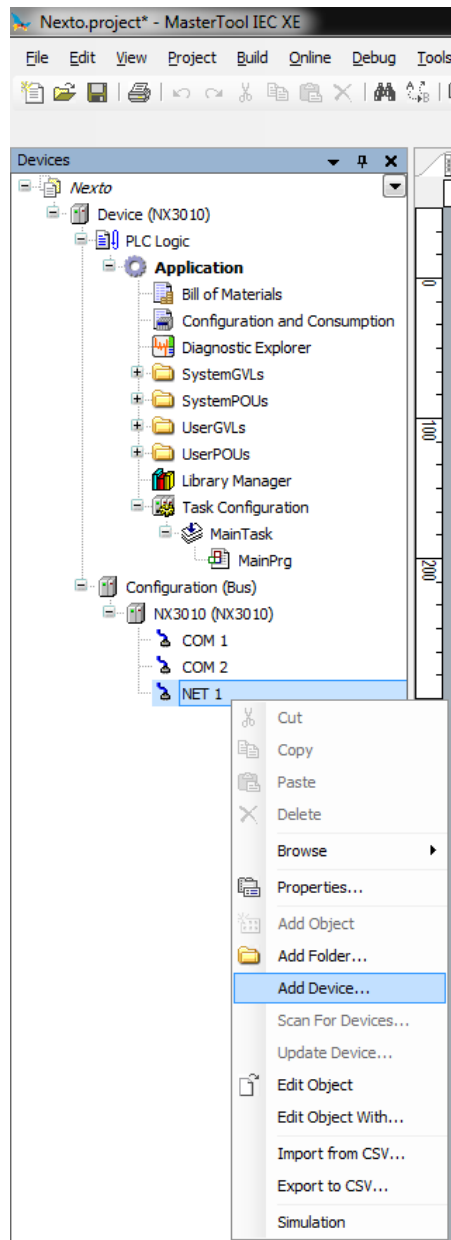 Nexto.project* - MasterTool IEC XE
File Edit View Project Build Online Debug Tools
Devices
Nexto
Device (NX3010)
PLC Logic
Application
Bill of Materials
Configuration and Consumption
Diagnostic Explorer
SystemGVLs
SystemPOUs
UserGVLs
UserPOUs
Library Manager
Task Configuration
MainTask
MainPrg
Configuration (Bus)
NX3010 (NX3010)
COM 1
COM 2
NET 1
0
100
200
Cut
Copy
Paste
Delete
Browse
Properties...
Add Object
Add Folder...
Add Device...
Scan For Devices...
Update Device...
Edit Object
Edit Object With...
Import from CSV...
Export to CSV...
Simulation